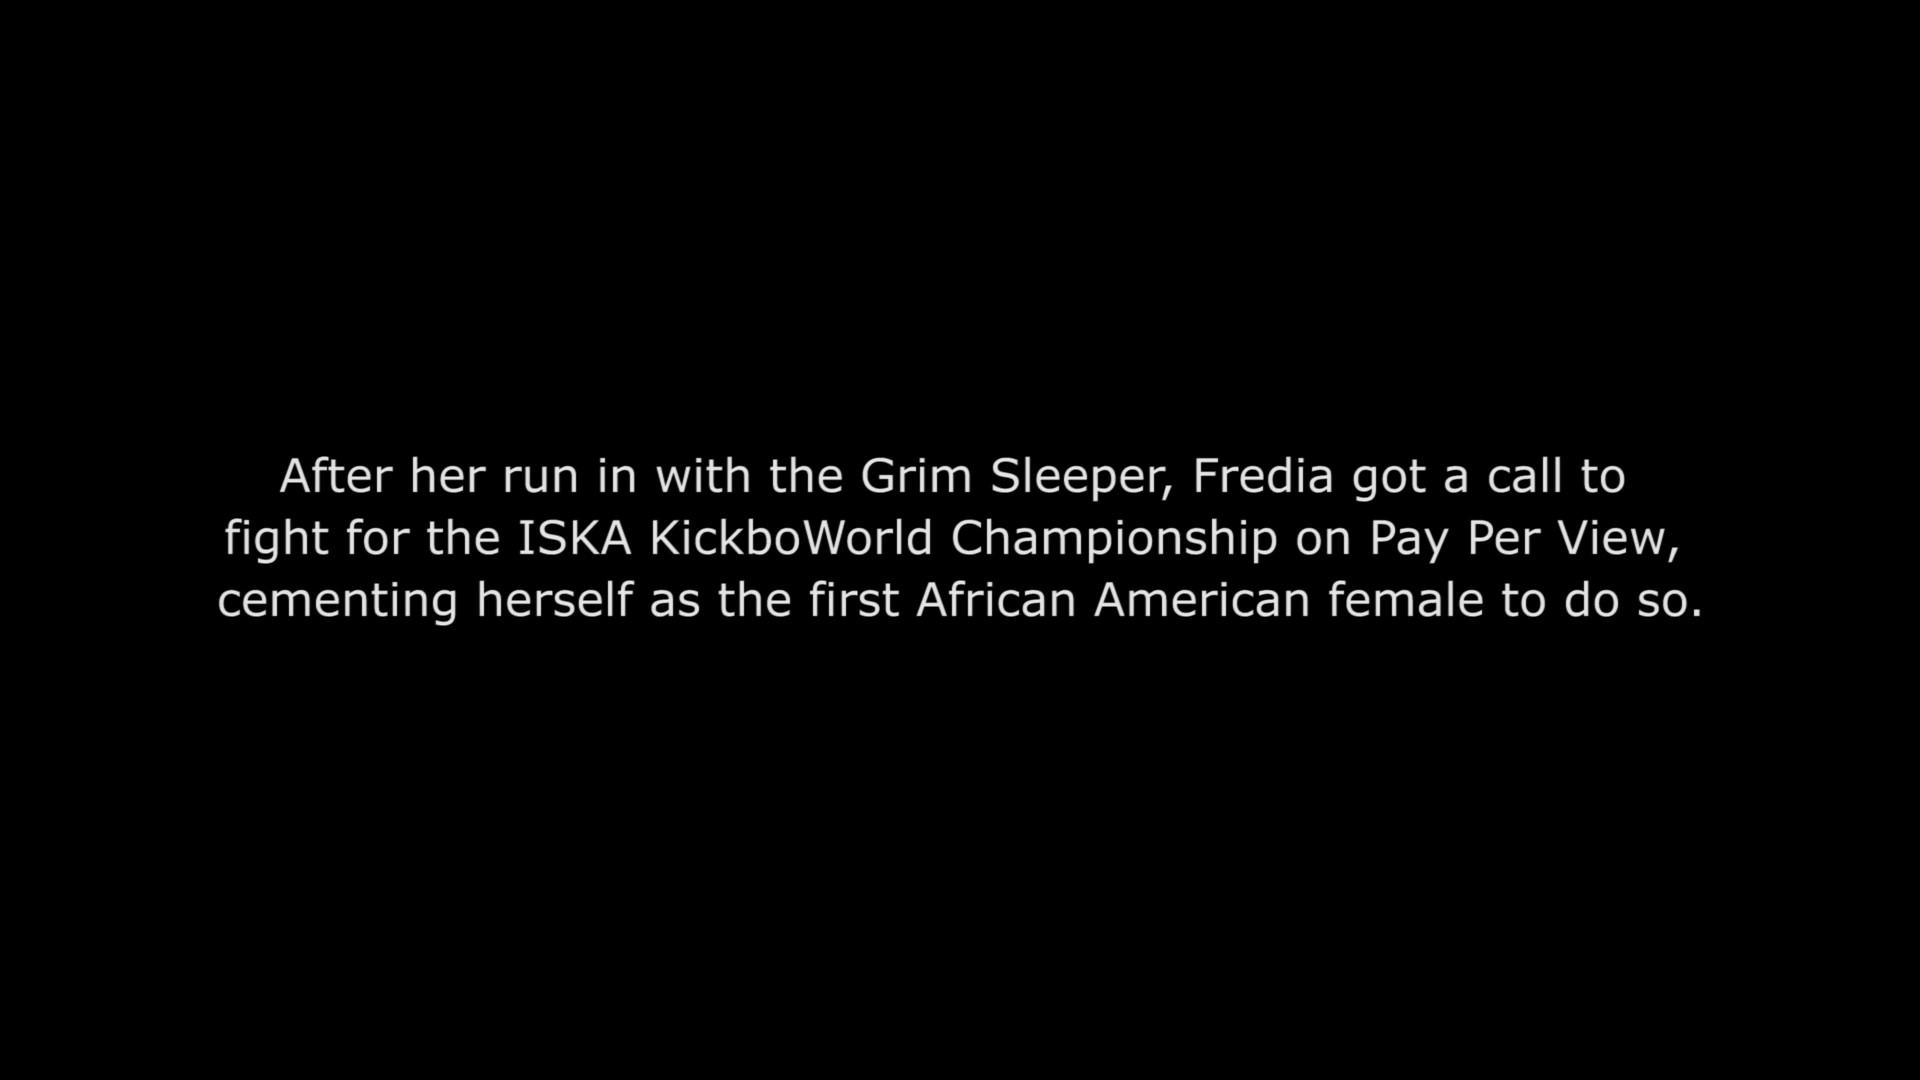 After her run in with the Grim Sleeper, Fredia got a call to
fight for the ISKA KickboWorld Championship on Pay Per View,
cementing herself as the first African American female to do so.